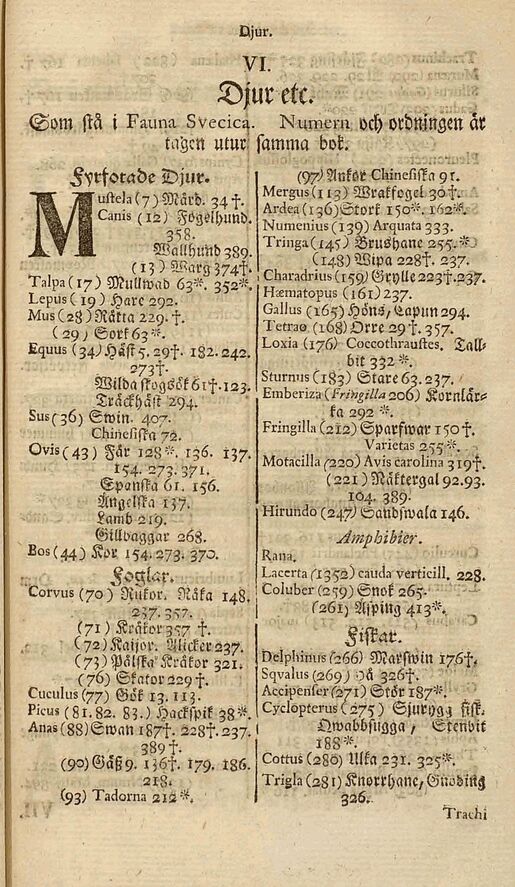 Djur.
VI.
Djur etc.
Som stå i Fauna Svecica. Numern och ordningen är
tagen utur samma bok.
Fyrfotade Djur.
Mustela (7) Mård. 34 †.
Canis (12) Fogelhund.
358.
Wallhund 389.
(13) Warg 374†.
Talpa (17) Mullwad 63*. 352*.
Lepus (19) Hare 292.
Mus (28) Råtta 229. †.
(29) Sork 63*.
Equus (34) Häst 5. 29†. 182. 242.
273†.
Wilda skogsök 61†. 123.
Träckhäst 294.
Sus (36) Swin. 407.
Chinesiska 72.
Ovis (43) Får 128*. 136. 137.
154. 273. 371.
Spanska 61. 156.
Angelska 137.
Lamb 219.
Gillbaggar 268.
Bos (44) Kor 154. 273. 370.
Foglar.
Corvus (70) Rukor. Råka 148.
237. 357.
(71) Kråkor 357 †.
(72) Kaijor. Alicker 237.
(73) Pälska Kråkor 321.
(76) Skator 229 †.
Cuculus (77) Gök 13. 113.
Picus (81. 82. 83.) Hackspik 38*.
Anas (88) Swan 187†. 228†. 237.
389†.
(90) Gäß 9. 136†. 179. 186.
218.
(93) Tadorna 212*.
(97) Ankor Chinesiska 91.
Mergus (113) Wrakfogel 30†.
Ardea (136) Stork 150*. 162*.
Numenius (139) Arquata 333.
Tringa (145) Brushane 255.*
(148) Wipa 228†. 237.
Charadrius (159) Grylle 223†. 237.
Hæmatopus (161) 237.
Gallus (165) Höns, Capun 294.
Tetrao (168) Orre 29†. 357.
Loxia (176) Coccothraustes. Tall-
bit 332*.
Sturnus (183) Stare 63. 237.
Emberiza (Fringilla 206) Kornlär-
ka 292*.
Fringilla (212) Sparfwar 150†.
Varietas 255*.
Motacilla (220) Avis carolina 319†.
(221) Näktergal 92. 93.
104. 389.
Hirundo (247) Sandswala 146.
Amphibier.
Rana.
Lacerta (1352) cauda verticill. 228.
Coluber (259) Snok 265.
(261) Asping 413*.
Fiskar.
Delphinus (266) Marswin 176†.
Sqvalus (269) Hå 326†.
Accipenser (271) Stör 187*.
Cyclopterus (275) Sjurygg fisk.
Qwabbsugga, Stenbit
188*.
Cottus (280) Ulka 231. 325*.
Trigla (281) Knorrhane, Gnoding
326.
Trachi